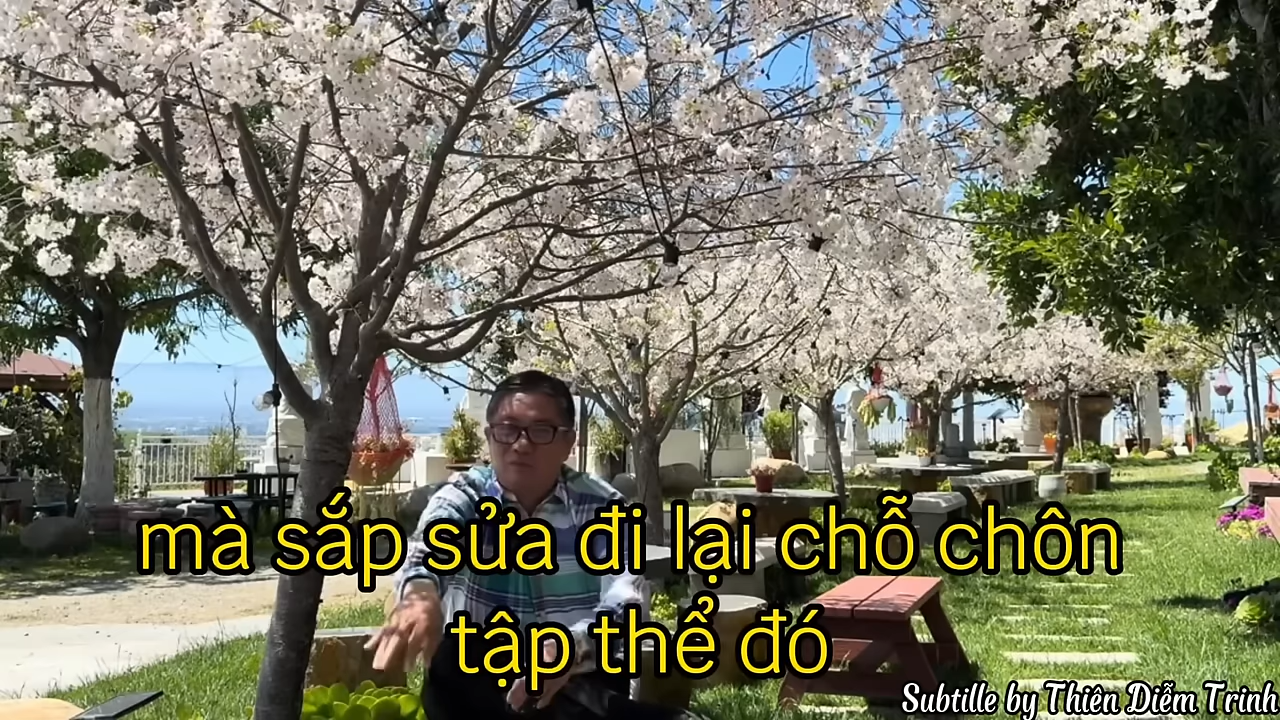 mà sắp sửa đi lại chỗ chôn
tập thể đó
Subtille by Thiên Diễm Trinh